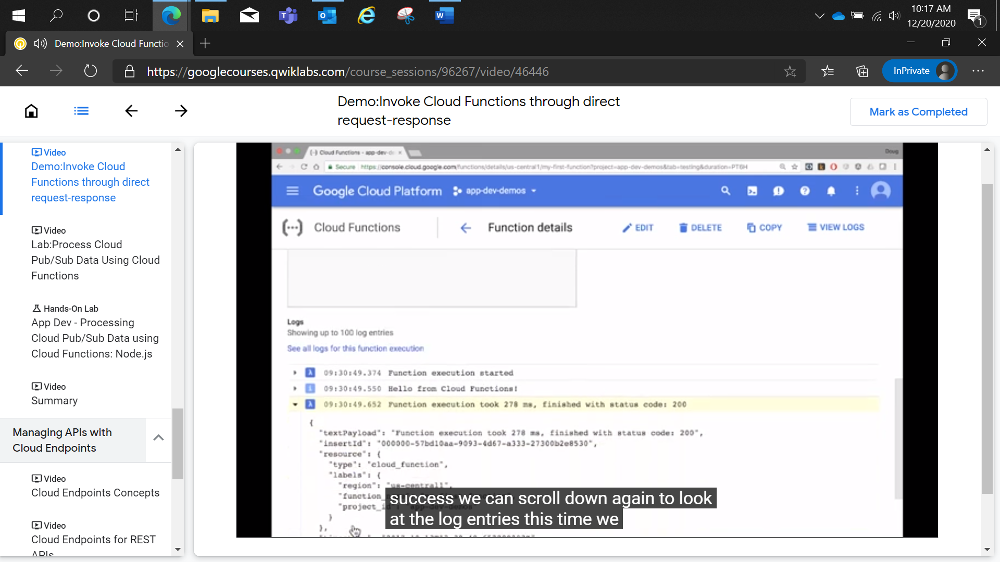 10:17 AM
12/20/2020
1
Demo:Invoke Cloud Functio
https://googlecourses.qwiklabs.com/course_sessions/96267/video/46446
InPrivate
Demo:Invoke Cloud Functions through direct
request-response
Mark as Completed
Video
Demo:Invoke Cloud
Functions through direct
request-response
Video
Lab:Process Cloud
Pub/Sub Data Using Cloud
Functions
Hands-On Lab
App Dev - Processing
Cloud Pub/Sub Data using
Cloud Functions: Node.js
Video
Summary
Managing APIs with
Cloud Endpoints
Video
Cloud Endpoints Concepts
Video
Cloud Endpoints for REST
APIs
Cloud Functions - app-dev-d
Doug
Secure https://console.cloud.google.com/functions/details/us-central1/my-first-function?project=app-dev-demos&tab=testing&duration=PT6H
Google Cloud Platform
app-dev-demos
Cloud Functions
Function details
EDIT
DELETE
COPY
VIEW LOGS
Logs
Showing up to 100 log entries
See all logs for this function execution
09:30:49.374 Function execution started
09:30:49.550 Hello from Cloud Functions!
09:30:49.652 Function execution took 278 ms, finished with status code: 200
{
"textPayload": "Function execution took 278 ms, finished with status code: 200",
"insertId": "000000-57bd10aa-9093-4d67-a333-27300b2e8530",
"resource": {
"type": "cloud_function",
"labels": {
"region": "us-central1",
"function_
"project_id": "app-dev-demos"
}
},
success we can scroll down again to look
at the log entries this time we